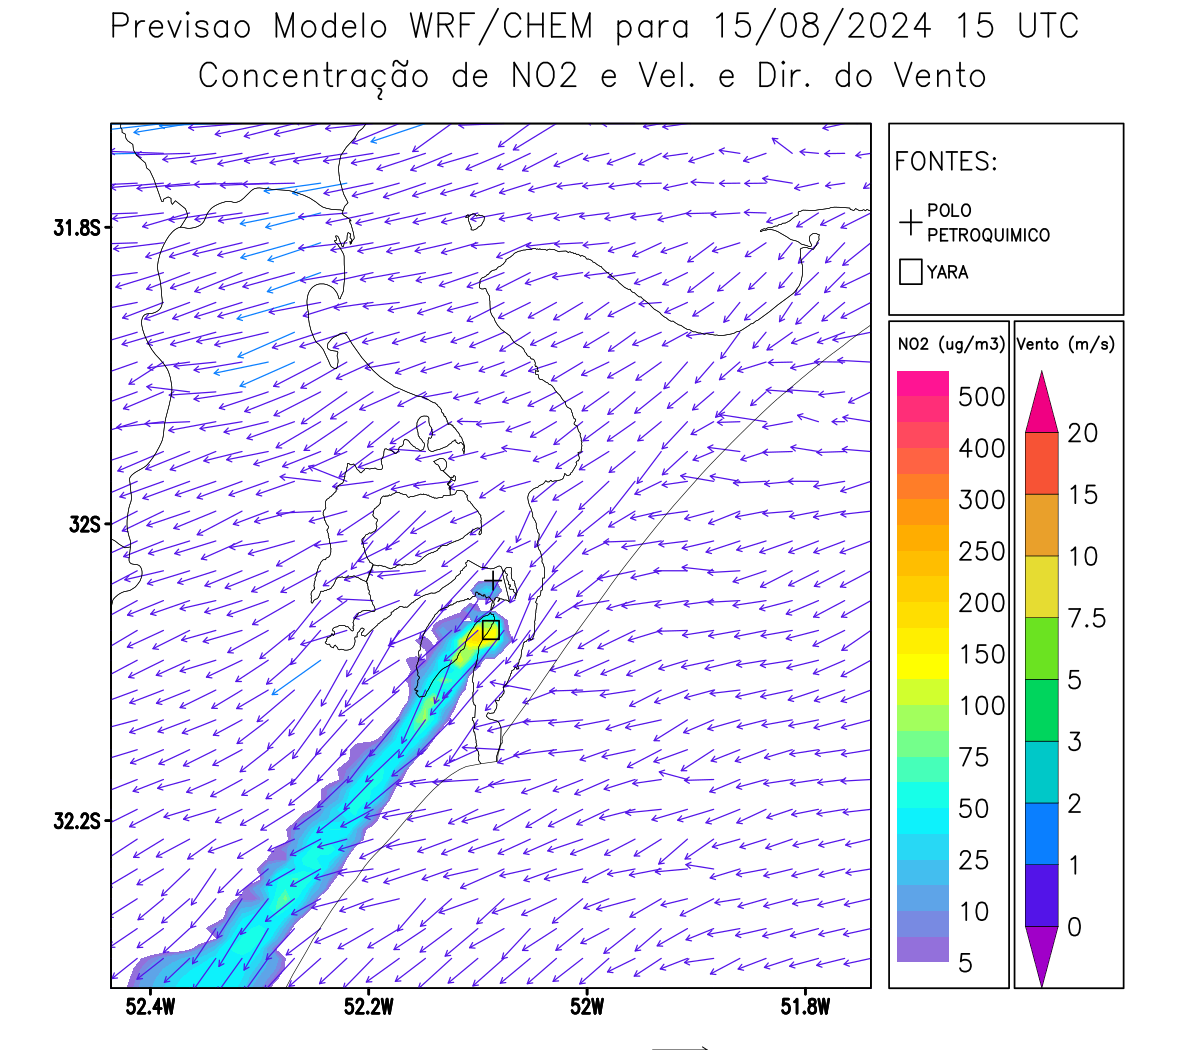 Previsao Modelo WRF/CHEM para 15/08/2024 15 UTC
Concentração de NO2 e Vel. e Dir. do Vento
FONTES:
POLO
PETROQUIMICO
YARA
NO2 (ug/m3)
500
400
300
250
200
150
100
75
50
25
10
5
Vento (m/s)
20
15
10
7.5
5
3
2
1
0
31.8S
32S
32.2S
52.4W
52.2W
52W
51.8W